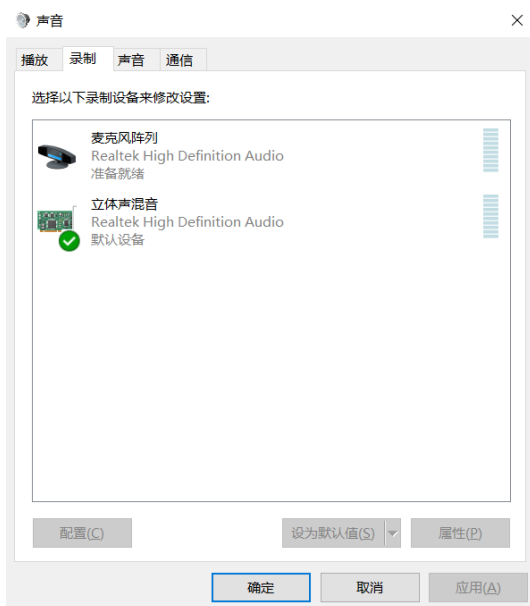 声音
播放 录制 声音 通信
选择以下录制设备来修改设置:
麦克风阵列
Realtek High Definition Audio
准备就绪
立体声混音
Realtek High Definition Audio
默认设备
配置(C) 设为默认值(S) 属性(P)
确定 取消 应用(A)